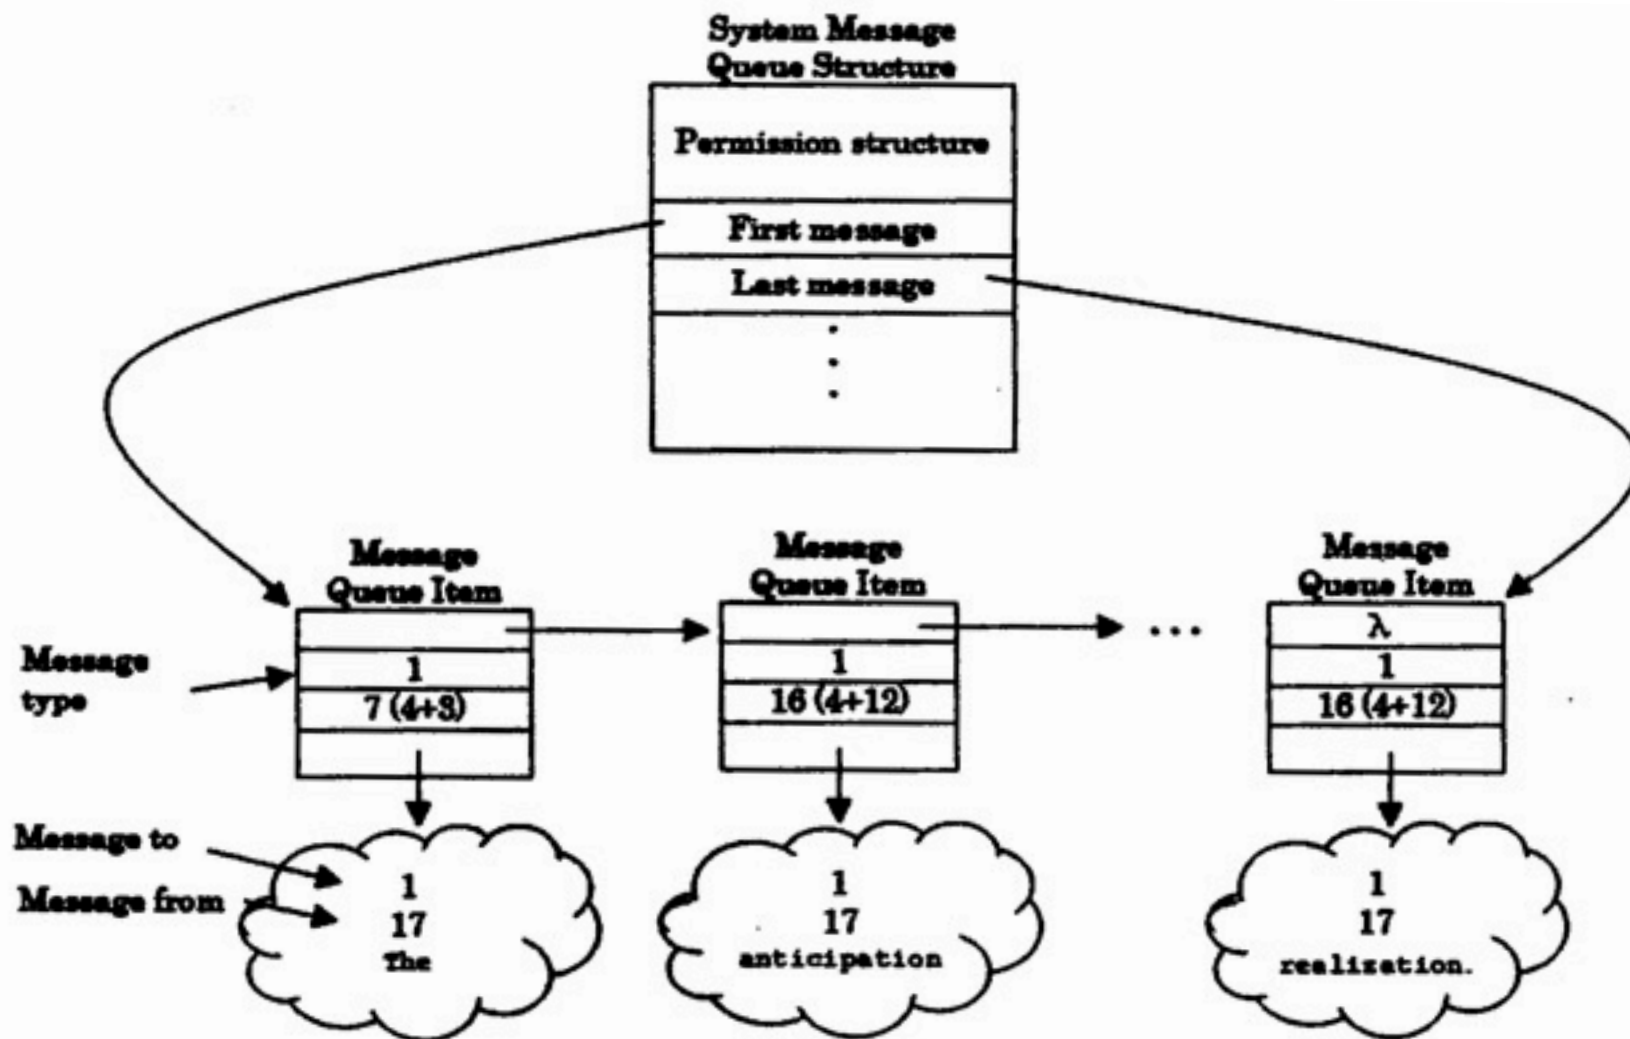 System Message
Queue Structure
Permission structure
First message
Last message
Message
Queue Item
Message
Queue Item
Message
Queue Item
λ
Message
type
1
1
1
7 (4+3)
16 (4+12)
16 (4+12)
Message to
Message from
1
17
The
1
17
anticipation
1
17
realization.